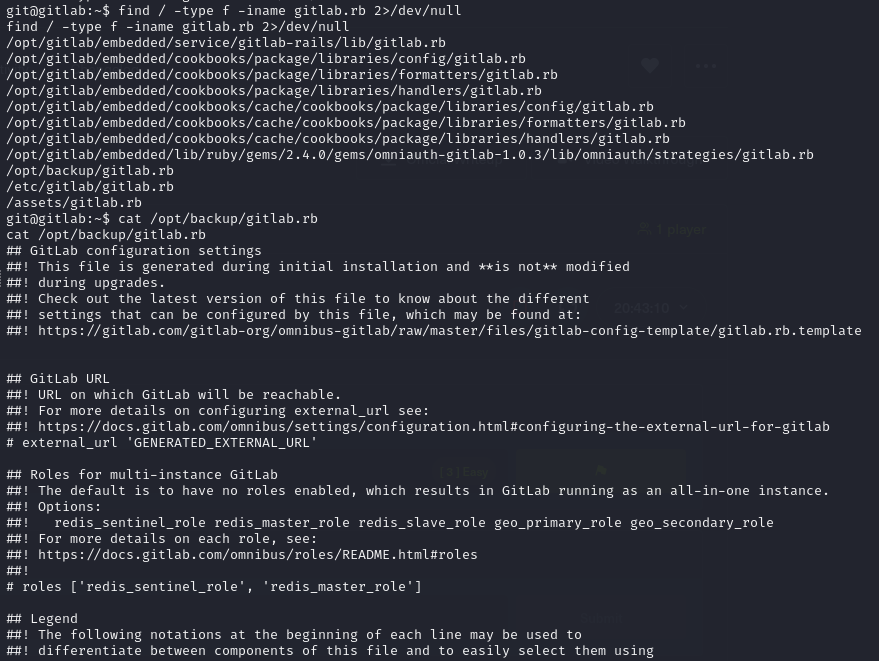 git@gitlab:~$ find / -type f -iname gitlab.rb 2>/dev/null
find / -type f -iname gitlab.rb 2>/dev/null
/opt/gitlab/embedded/service/gitlab-rails/lib/gitlab.rb
/opt/gitlab/embedded/cookbooks/package/libraries/config/gitlab.rb
/opt/gitlab/embedded/cookbooks/package/libraries/formatters/gitlab.rb
/opt/gitlab/embedded/cookbooks/package/libraries/handlers/gitlab.rb
/opt/gitlab/embedded/cookbooks/cache/cookbooks/package/libraries/config/gitlab.rb
/opt/gitlab/embedded/cookbooks/cache/cookbooks/package/libraries/formatters/gitlab.rb
/opt/gitlab/embedded/cookbooks/cache/cookbooks/package/libraries/handlers/gitlab.rb
/opt/gitlab/embedded/lib/ruby/gems/2.4.0/gems/omniauth-gitlab-1.0.3/lib/omniauth/strategies/gitlab.rb
/opt/backup/gitlab.rb
/etc/gitlab/gitlab.rb
/assets/gitlab.rb
git@gitlab:~$ cat /opt/backup/gitlab.rb
cat /opt/backup/gitlab.rb
## GitLab configuration settings
##! This file is generated during initial installation and **is not** modified
##! during upgrades.
##! Check out the latest version of this file to know about the different
##! settings that can be configured by this file, which may be found at:
##! https://gitlab.com/gitlab-org/omnibus-gitlab/raw/master/files/gitlab-config-template/gitlab.rb.template
## GitLab URL
##! URL on which GitLab will be reachable.
##! For more details on configuring external_url see:
##! https://docs.gitlab.com/omnibus/settings/configuration.html#configuring-the-external-url-for-gitlab
# external_url 'GENERATED_EXTERNAL_URL'
## Roles for multi-instance GitLab
##! The default is to have no roles enabled, which results in GitLab running as an all-in-one instance.
##! Options:
##!   redis_sentinel_role redis_master_role redis_slave_role geo_primary_role geo_secondary_role
##! For more details on each role, see:
##! https://docs.gitlab.com/omnibus/roles/README.html#roles
##!
# roles ['redis_sentinel_role', 'redis_master_role']
## Legend
##! The following notations at the beginning of each line may be used to
##! differentiate between components of this file and to easily select them using